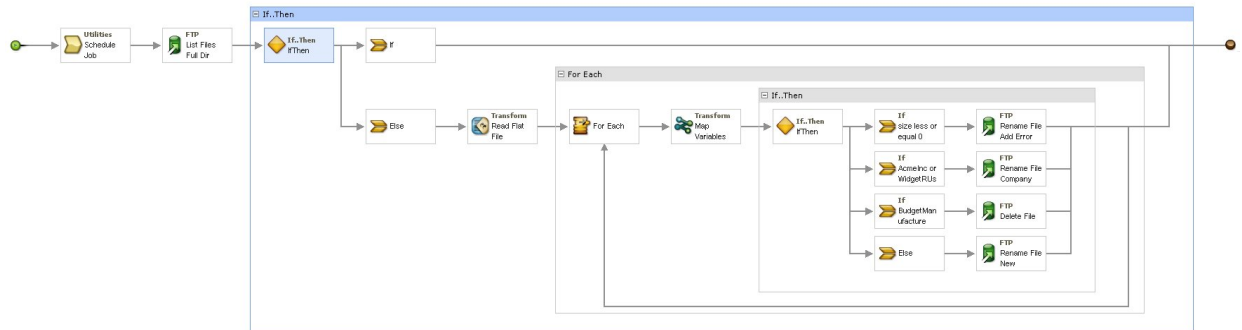 If..Then
Utilities
Schedule
Job
FTP
List Files
Full Dir
If..Then
IfThen
If
For Each
If..Then
Else
Transform
Read Flat
File
For Each
Transform
Map
Variables
If..Then
IfThen
If
size less or
equal 0
FTP
Rename File
Add Error
If
AcmeInc or
WidgetRUs
FTP
Rename File
Company
If
BudgetMan
ufacture
FTP
Delete File
Else
FTP
Rename File
New